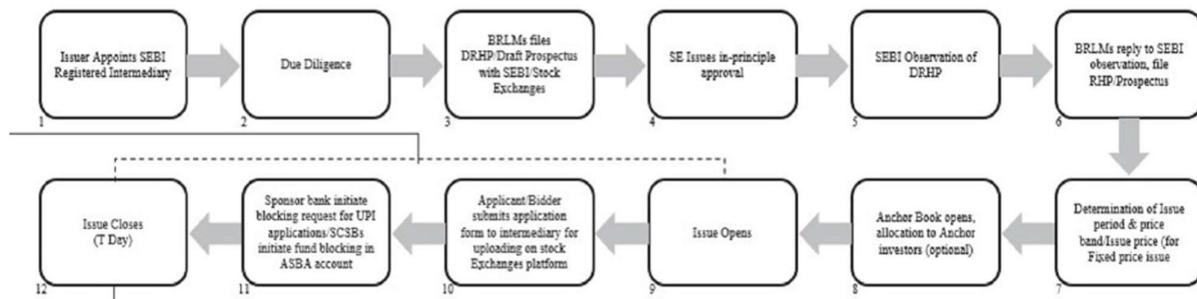 Issuer Appoints SEBI
Registered Intermediary
1
Due Diligence
2
BRLMs files
DRHP/Draft Prospectus
with SEBI/Stock
Exchanges
3
SE Issues in-principle
approval
4
SEBI Observation of
DRHP
5
BRLMs reply to SEBI
observation, file
RHP/Prospectus
6
Determination of Issue
period & price
band/Issue price (for
Fixed price issue
7
Anchor Book opens,
allocation to Anchor
investors (optional)
8
Issue Opens
9
Applicant/Bidder
submits application
form to intermediary for
uploading on stock
Exchanges platform
10
Sponsor bank initiate
blocking request for UPI
applications/SCSBs
initiate fund blocking in
ASBA account
11
Issue Closes
(T Day)
12